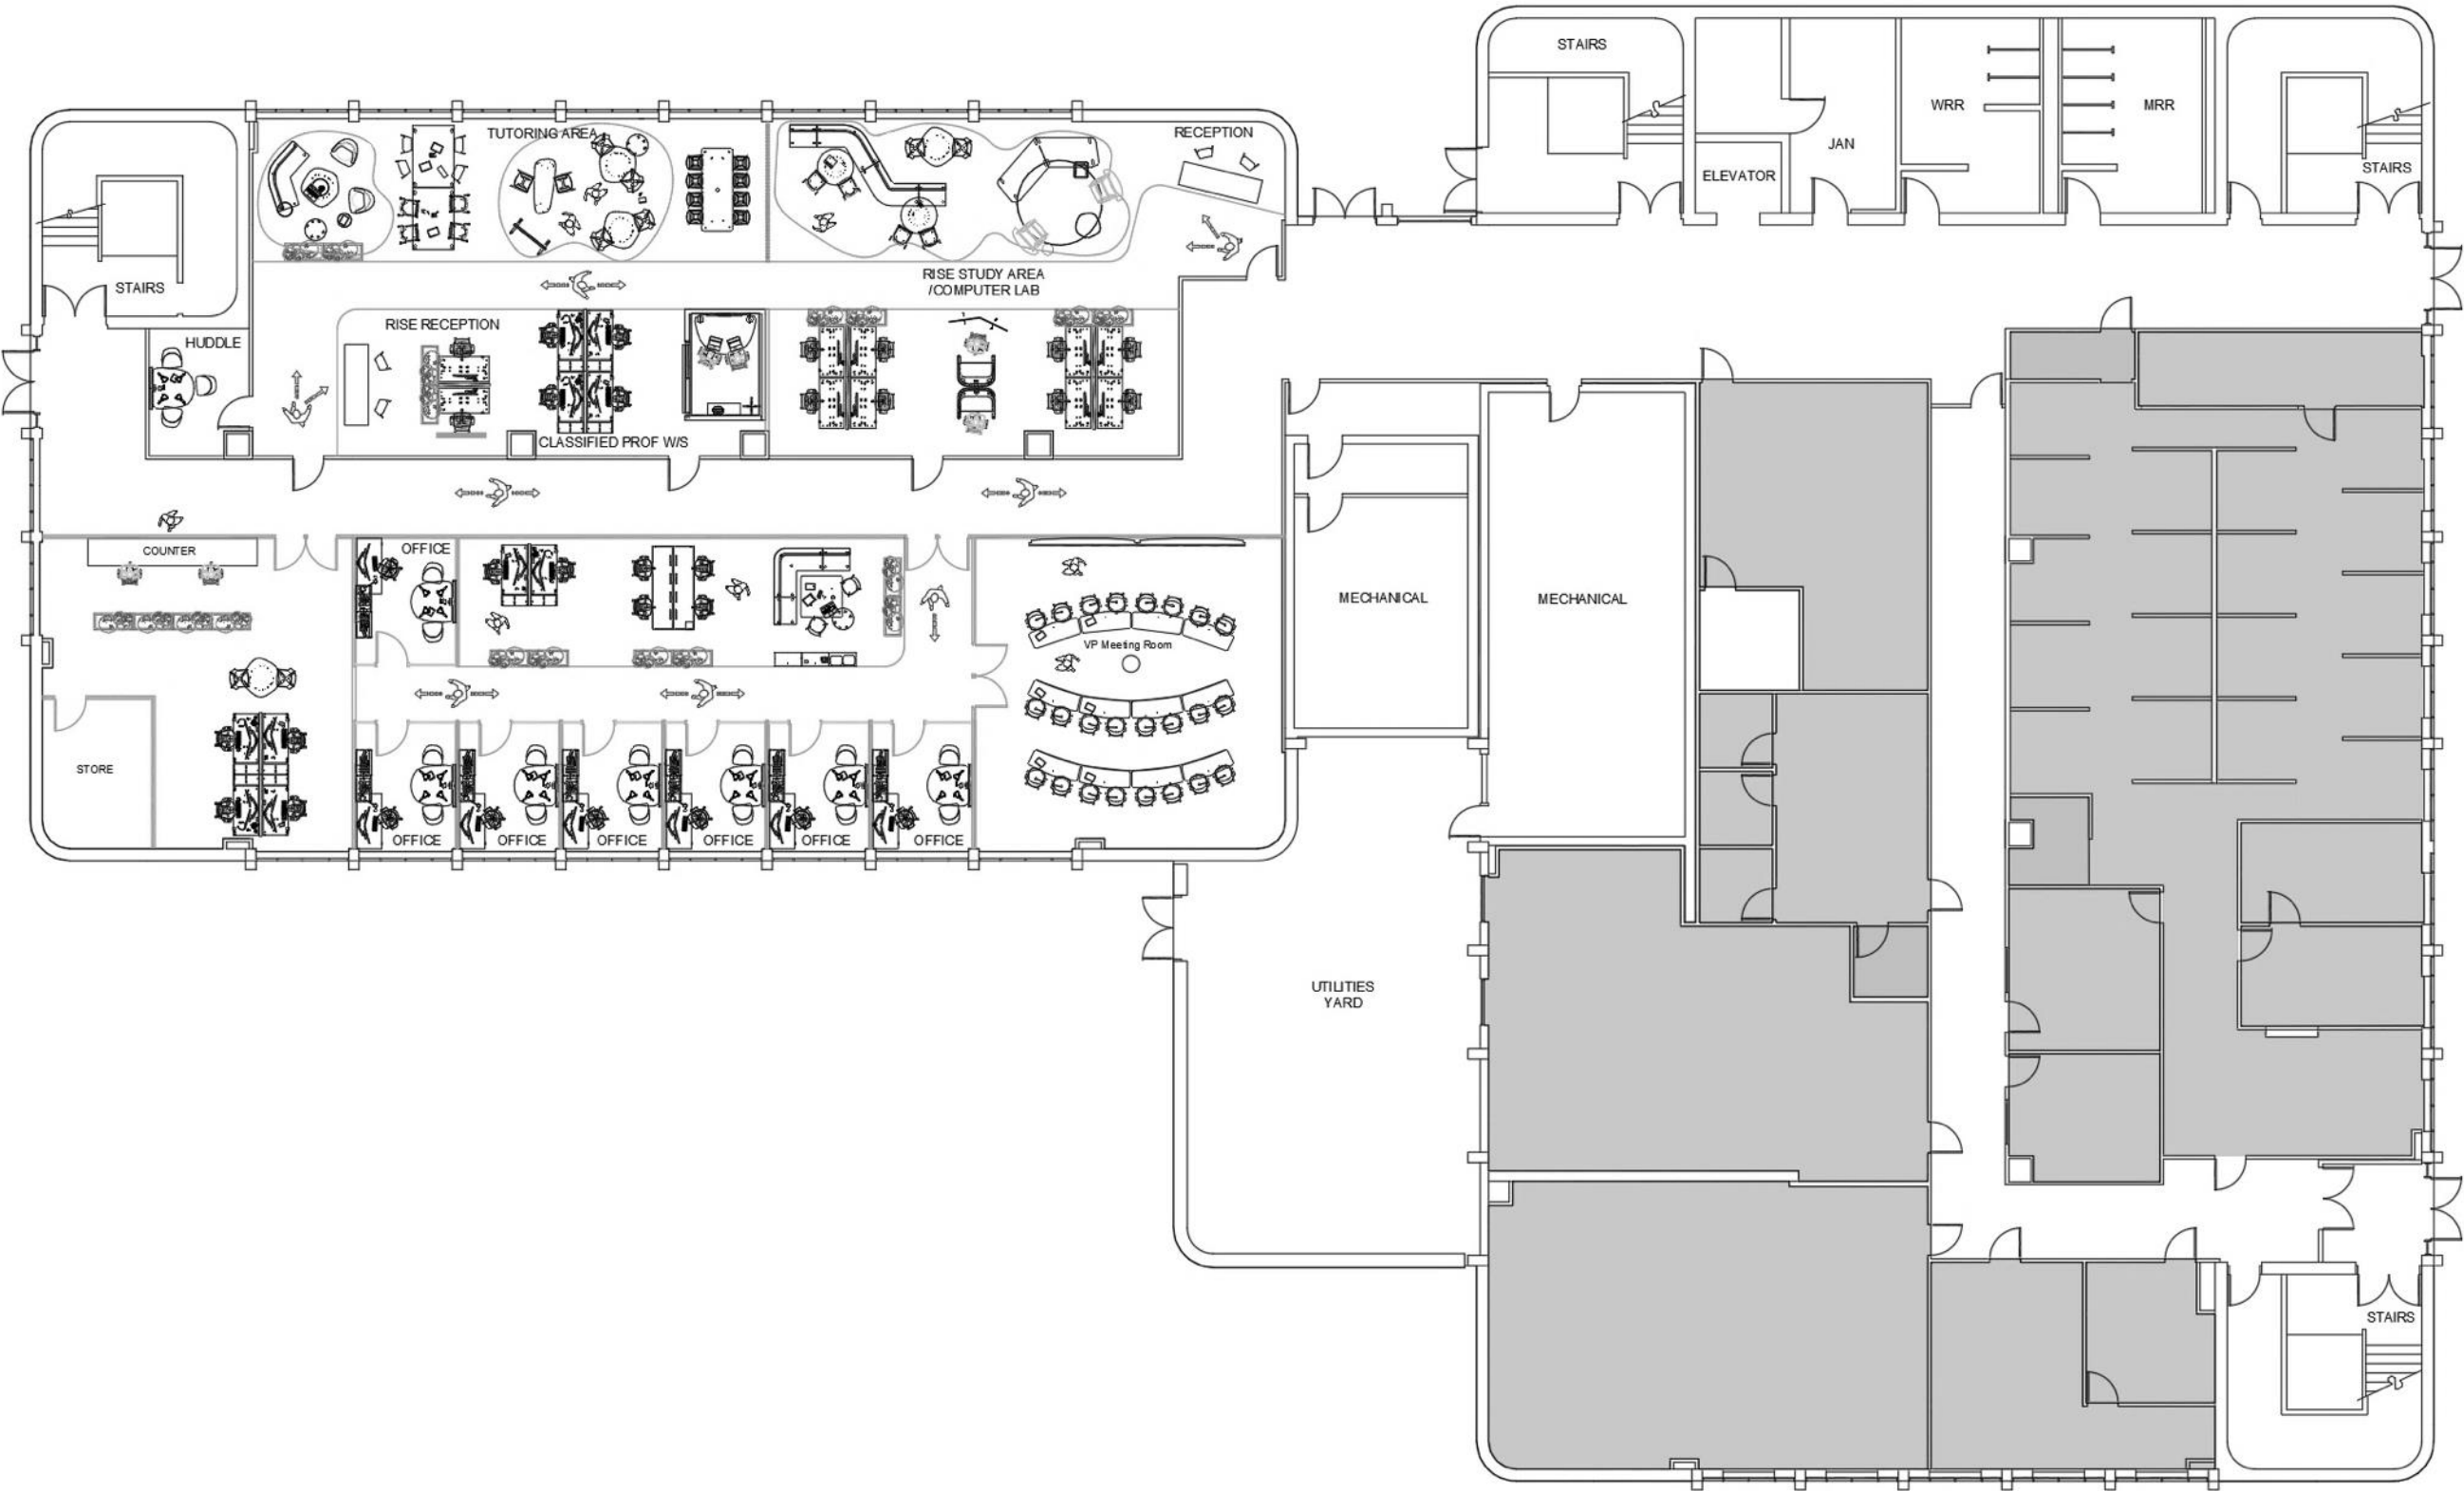 STAIRS
WRR
MRR
TUTORING AREA
RECEPTION
JAN
STAIRS
ELEVATOR
RISE STUDY AREA
/COMPUTER LAB
STAIRS
RISE RECEPTION
HUDDLE
CLASSIFIED PROF W/S
COUNTER
OFFICE
MECHANICAL
MECHANICAL
VP Meeting Room
STORE
OFFICE
OFFICE
OFFICE
OFFICE
OFFICE
OFFICE
UTILITIES
YARD
STAIRS